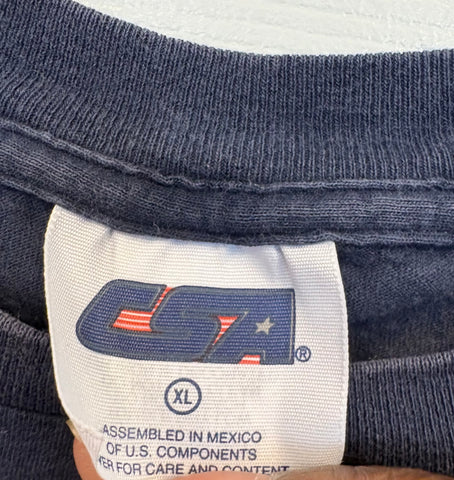 CSA®
XL
ASSEMBLED IN MEXICO
OF U.S. COMPONENTS
FOR CARE AND CONTENT